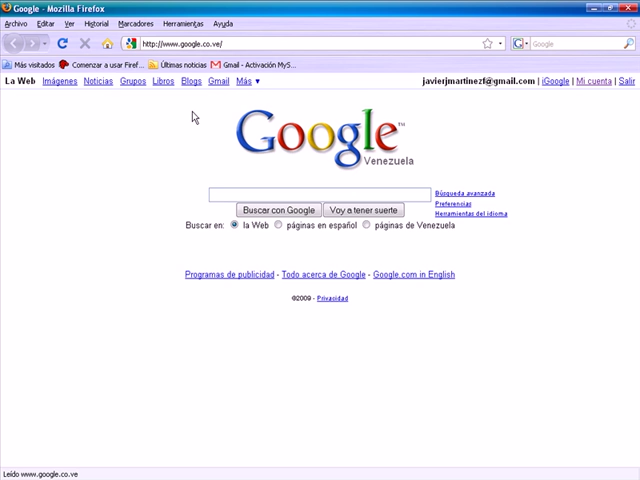 Google - Mozilla Firefox
Archivo Editar Ver Historial Marcadores Herramientas Ayuda
http://www.google.co.ve/ Google
Más visitados Comenzar a usar Firef... Últimas noticias Gmail - Activación MyS...
La Web Imágenes Noticias Grupos Libros Blogs Gmail Más ▼ javierjmartinezf@gmail.com | iGoogle | Mi cuenta | Salir
Google™
Venezuela
Búsqueda avanzada
Preferencias
Herramientas del idioma
Buscar con Google Voy a tener suerte
Buscar en: la Web páginas en español páginas de Venezuela
Programas de publicidad - Todo acerca de Google - Google.com in English
©2009 - Privacidad
Leído www.google.co.ve